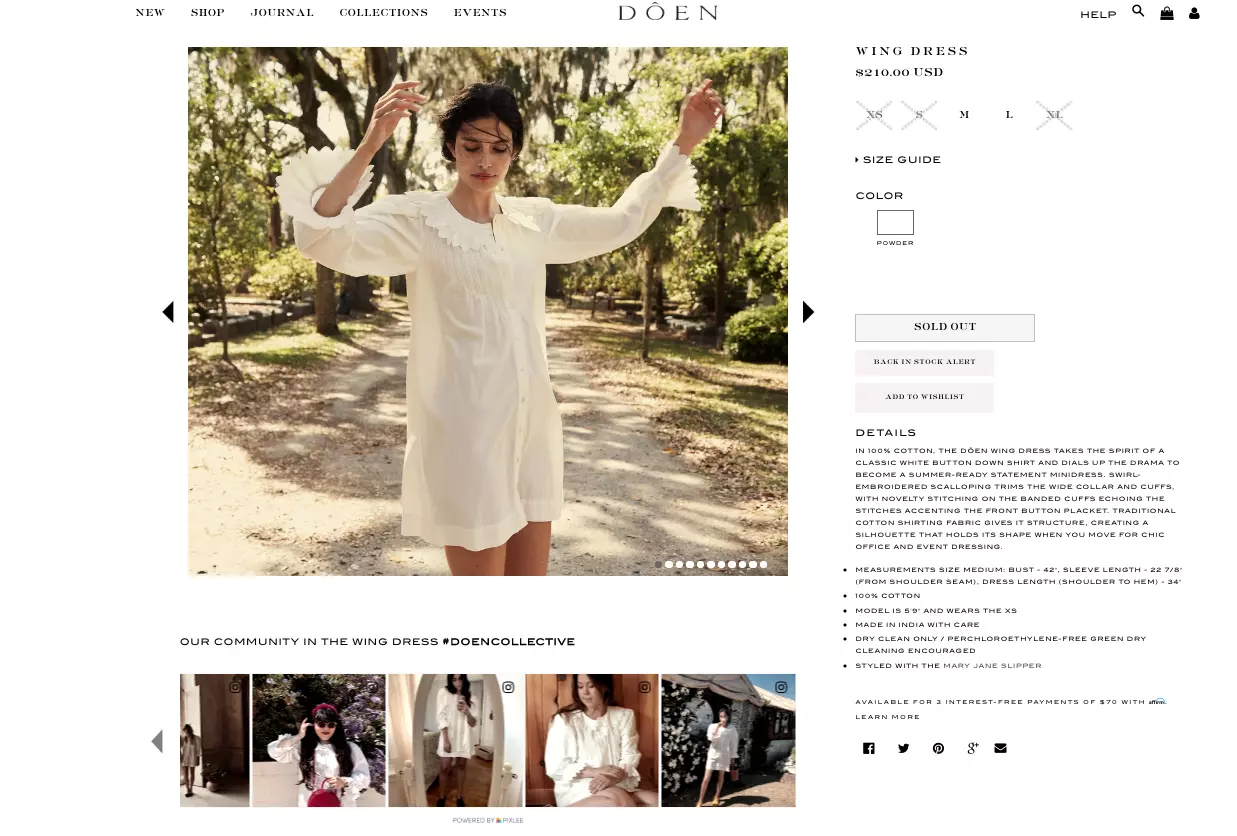 NEW SHOP JOURNAL COLLECTIONS EVENTS
DÔEN
HELP
WING DRESS
$210.00 USD
XS S M L XL
SIZE GUIDE
COLOR
POWDER
SOLD OUT
BACK IN STOCK ALERT
ADD TO WISHLIST
DETAILS
IN 100% COTTON, THE DÔEN WING DRESS TAKES THE SPIRIT OF A
CLASSIC WHITE BUTTON DOWN SHIRT AND DIALS UP THE DRAMA TO
BECOME A SUMMER-READY STATEMENT MINIDRESS. SWIRL-
EMBROIDERED SCALLOPING TRIMS THE WIDE COLLAR AND CUFFS,
WITH NOVELTY STITCHING ON THE BANDED CUFFS ECHOING THE
STITCHES ACCENTING THE FRONT BUTTON PLACKET. TRADITIONAL
COTTON SHIRTING FABRIC GIVES IT STRUCTURE, CREATING A
SILHOUETTE THAT HOLDS ITS SHAPE WHEN YOU MOVE FOR CHIC
OFFICE AND EVENT DRESSING.
MEASUREMENTS SIZE MEDIUM: BUST - 42", SLEEVE LENGTH - 22 7/8"
(FROM SHOULDER SEAM), DRESS LENGTH (SHOULDER TO HEM) - 34"
100% COTTON
MODEL IS 5'9" AND WEARS THE XS
MADE IN INDIA WITH CARE
DRY CLEAN ONLY / PERCHLOROETHYLENE-FREE GREEN DRY
CLEANING ENCOURAGED
STYLED WITH THE MARY JANE SLIPPER
AVAILABLE FOR 3 INTEREST-FREE PAYMENTS OF $70 WITH affirm.
LEARN MORE
OUR COMMUNITY IN THE WING DRESS #DOENCOLLECTIVE
POWERED BY PIXLEE